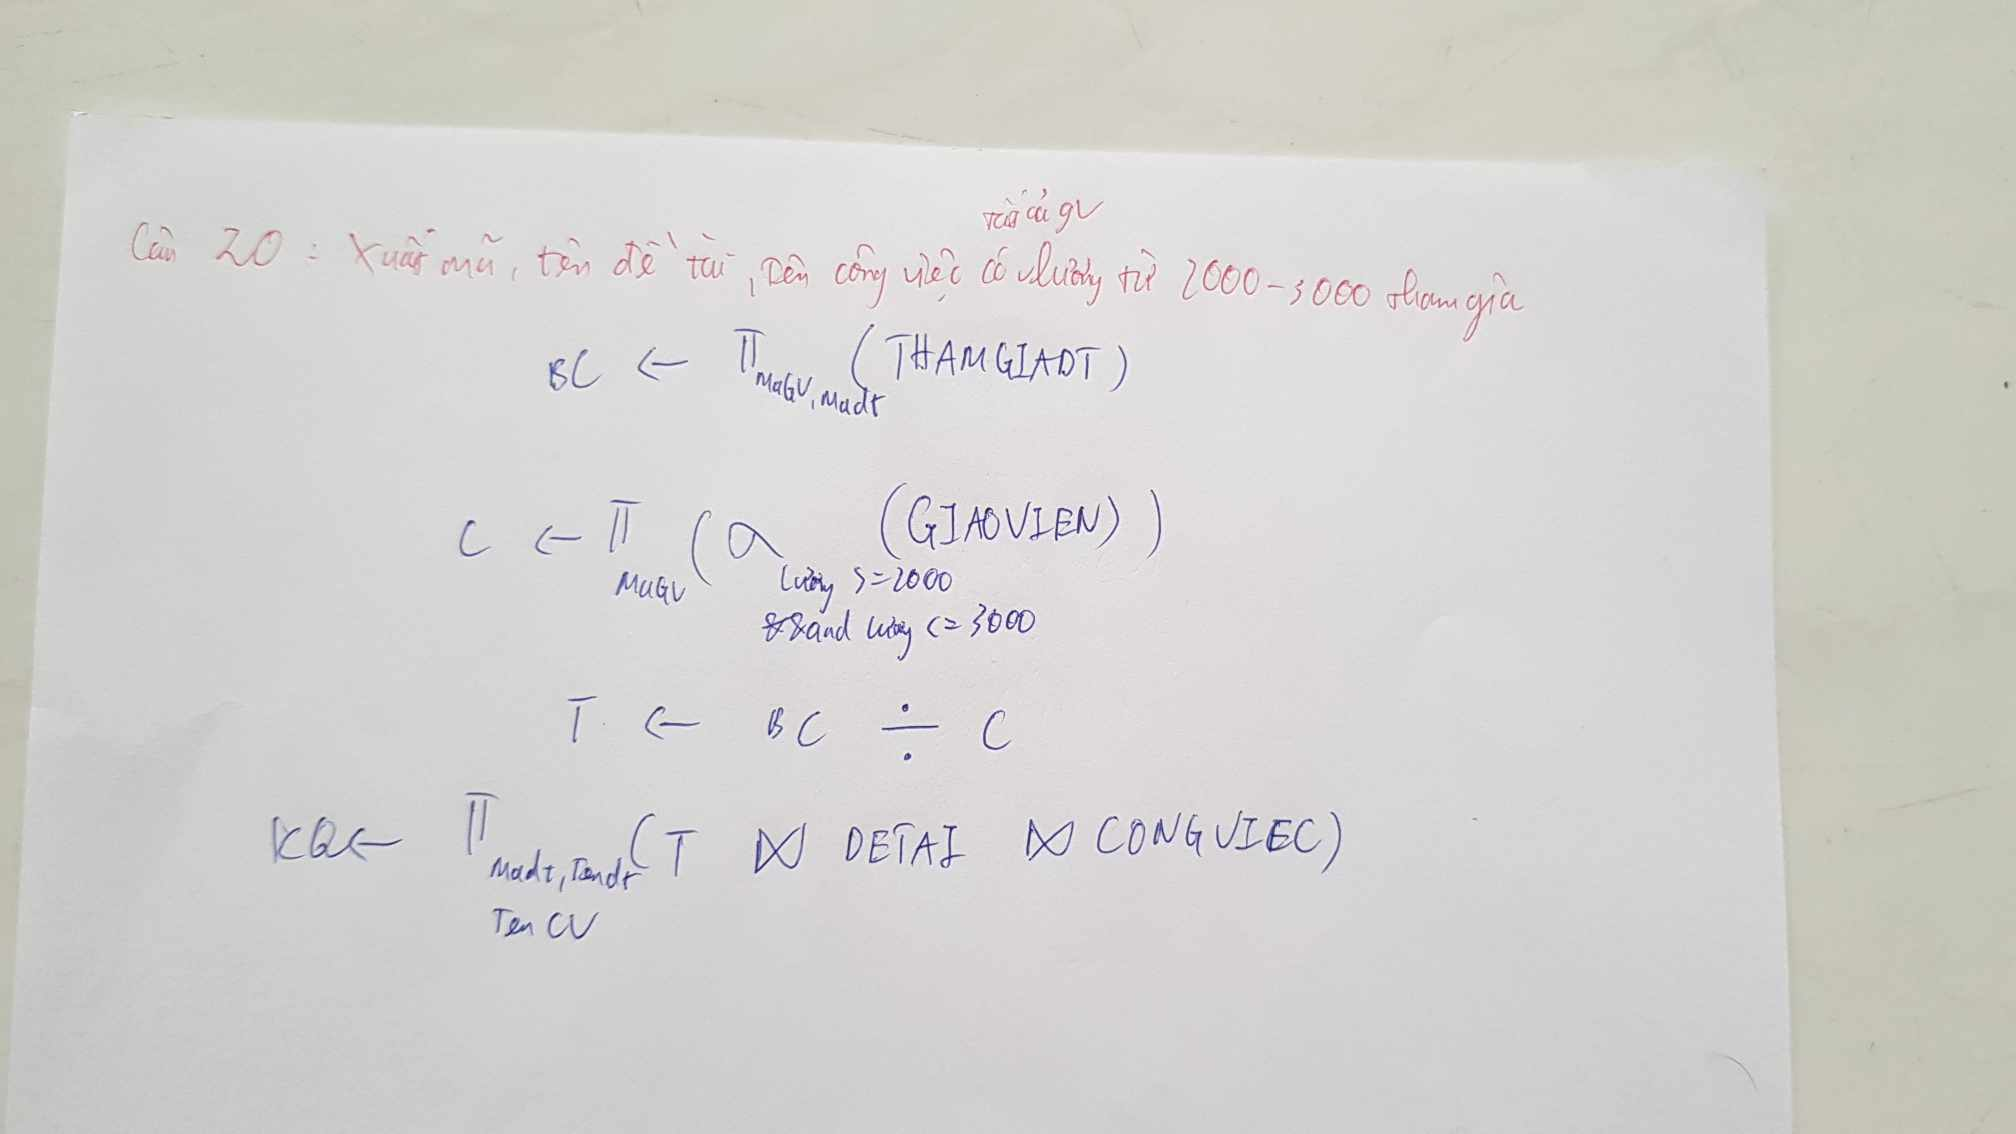 tất cả gv
Câu 20 : Xuất mã, tên đề tài, tên công việc có lương từ 2000-3000 tham gia
BC ← π MaGV, Madt (THAMGIADT)
C ← π MaGV (σ lương >=2000 (GIAOVIEN))
&& and lương <= 3000
T ← BC ÷ C
KQ ← π Madt, Tendt (T ⋈ DETAI ⋈ CONGVIEC)
Ten CV